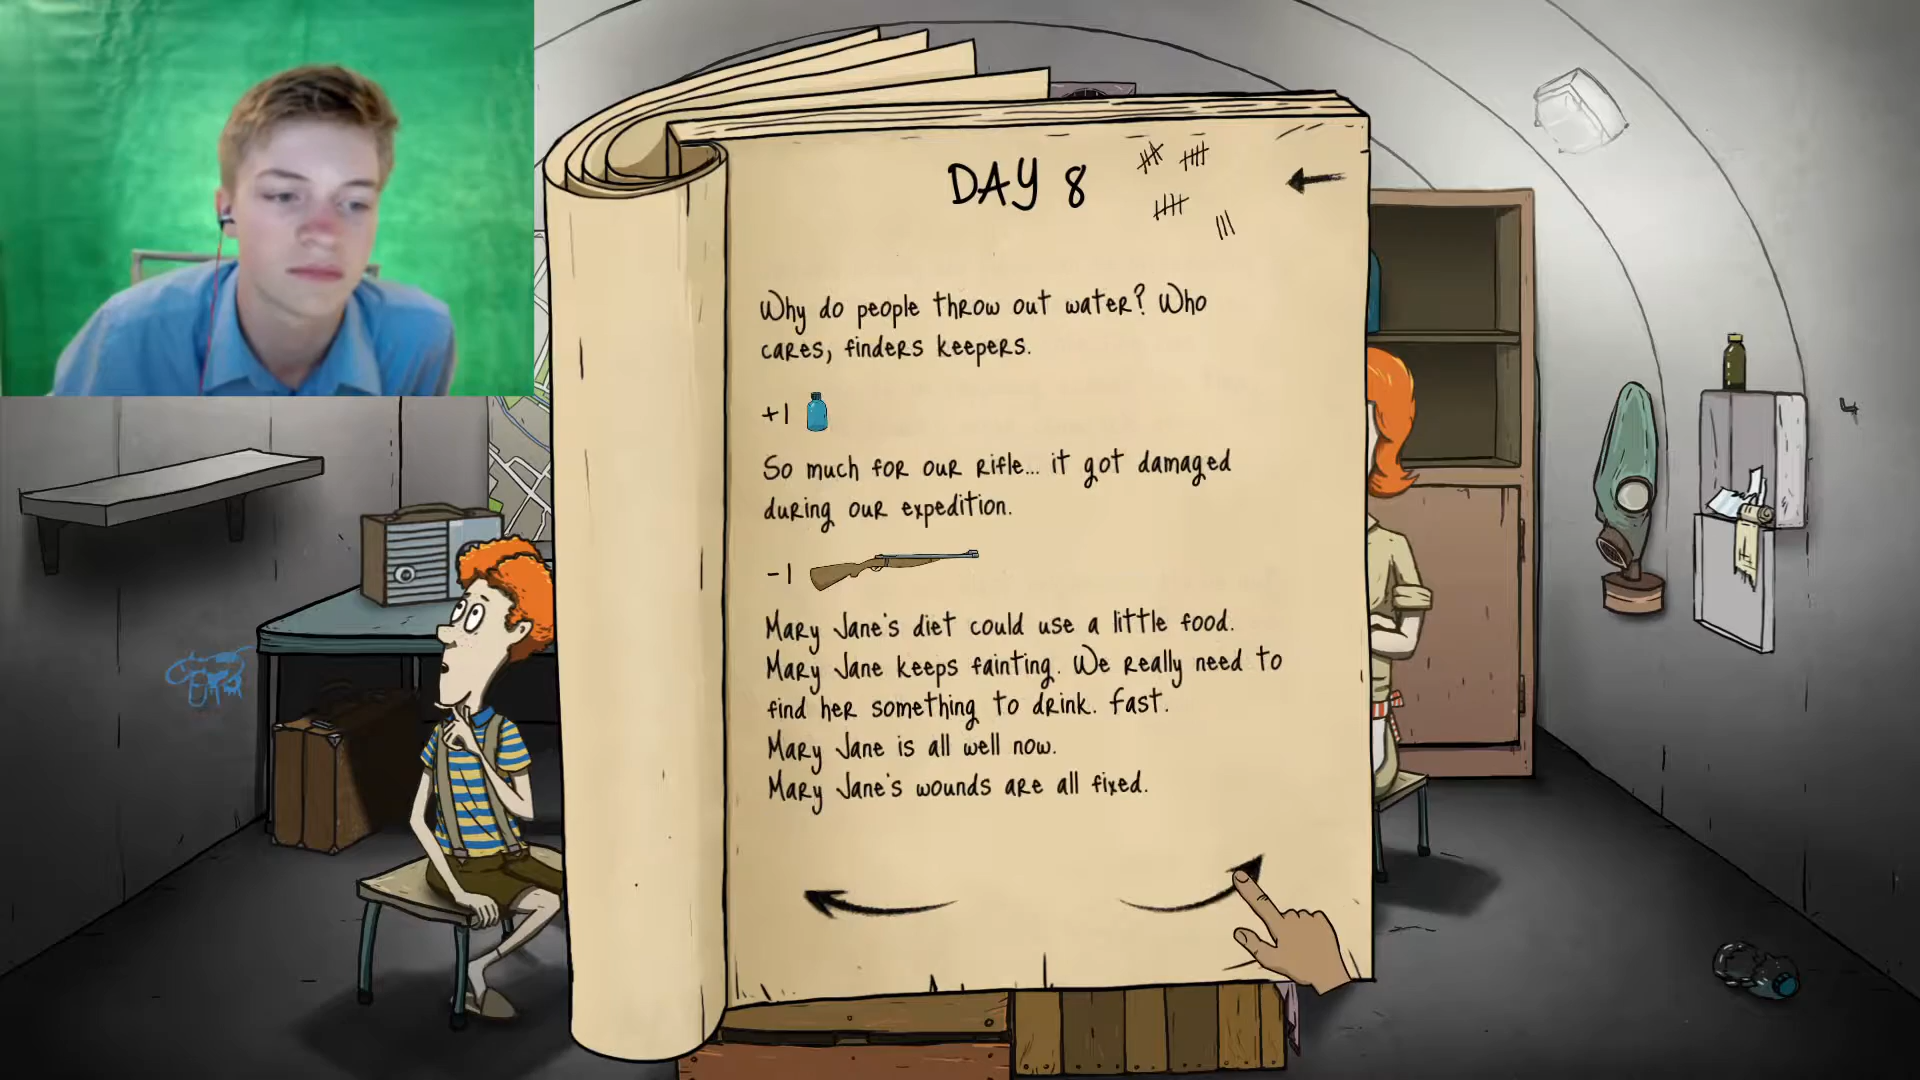 DAY 8
Why do people throw out water? Who
cares, finders keepers.
+1
So much for our rifle... it got damaged
during our expedition.
-1
Mary Jane's diet could use a little food.
Mary Jane keeps fainting. We really need to
find her something to drink. Fast.
Mary Jane is all well now.
Mary Jane's wounds are all fixed.